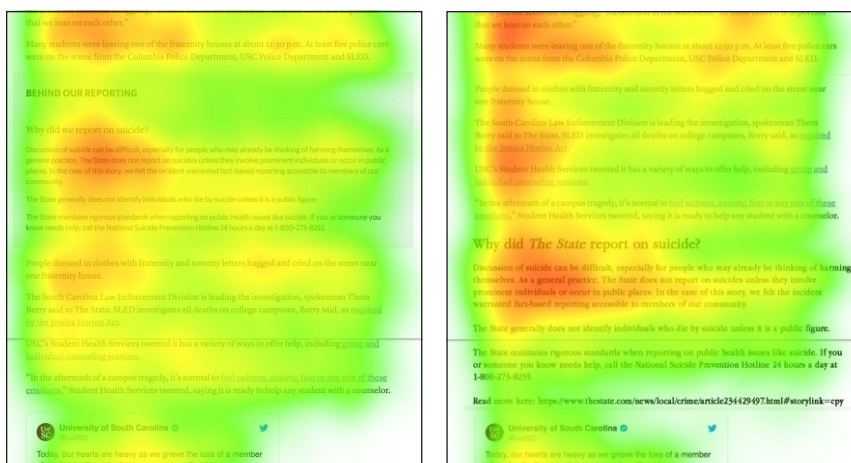 that we lean on each other."
Many students were leaving one of the fraternity houses at about 12:30 p.m. At least five police cars
were on the scene from the Columbia Police Department, USC Police Department and SLED.
BEHIND OUR REPORTING
Why did we report on suicide?
Discussion of suicide can be difficult, especially for people who may already be thinking of harming themselves. As a
general practice, The State does not report on suicides unless they involve prominent individuals or occur in public
places. In the case of this story, we felt the incident warranted fact-based reporting accessible to members of our
community.
The State generally does not identify individuals who die by suicide unless it is a public figure.
The State maintains rigorous standards when reporting on public health issues like suicide. If you or someone you
know needs help, call the National Suicide Prevention Hotline 24 hours a day at 1-800-273-8255.
People dressed in clothes with fraternity and sorority letters hugged and cried on the street near
one fraternity house.
The South Carolina Law Enforcement Division is leading the investigation, spokesman Thom
Berry said to The State. SLED investigates all deaths on college campuses, Berry said, as required
by the Jessica Horton Act.
USC's Student Health Services tweeted it has a variety of ways to offer help, including group and
individual counseling sessions.
"In the aftermath of a campus tragedy, it's normal to feel sadness, anxiety, fear or any mix of these
emotions," Student Health Services tweeted, saying it is ready to help any student with a counselor.
University of South Carolina
@UofSC
Today, our hearts are heavy as we grieve the loss of a member
that we lean on each other."
Many students were leaving one of the fraternity houses at about 12:30 p.m. At least five police cars
were on the scene from the Columbia Police Department, USC Police Department and SLED.
People dressed in clothes with fraternity and sorority letters hugged and cried on the street near
one fraternity house.
The South Carolina Law Enforcement Division is leading the investigation, spokesman Thom
Berry said to The State. SLED investigates all deaths on college campuses, Berry said, as required
by the Jessica Horton Act.
USC's Student Health Services tweeted it has a variety of ways to offer help, including group and
individual counseling sessions.
"In the aftermath of a campus tragedy, it's normal to feel sadness, anxiety, fear or any mix of these
emotions," Student Health Services tweeted, saying it is ready to help any student with a counselor.
Why did The State report on suicide?
Discussion of suicide can be difficult, especially for people who may already be thinking of harming
themselves. As a general practice, The State does not report on suicides unless they involve
prominent individuals or occur in public places. In the case of this story, we felt the incident
warranted fact-based reporting accessible to members of our community.
The State generally does not identify individuals who die by suicide unless it is a public figure.
The State maintains rigorous standards when reporting on public health issues like suicide. If you
or someone you know needs help, call the National Suicide Prevention Hotline 24 hours a day at
1-800-273-8255.
Read more here: https://www.thestate.com/news/local/crime/article234429497.html#storylink=cpy
University of South Carolina
@UofSC
Today, our hearts are heavy as we grieve the loss of a member